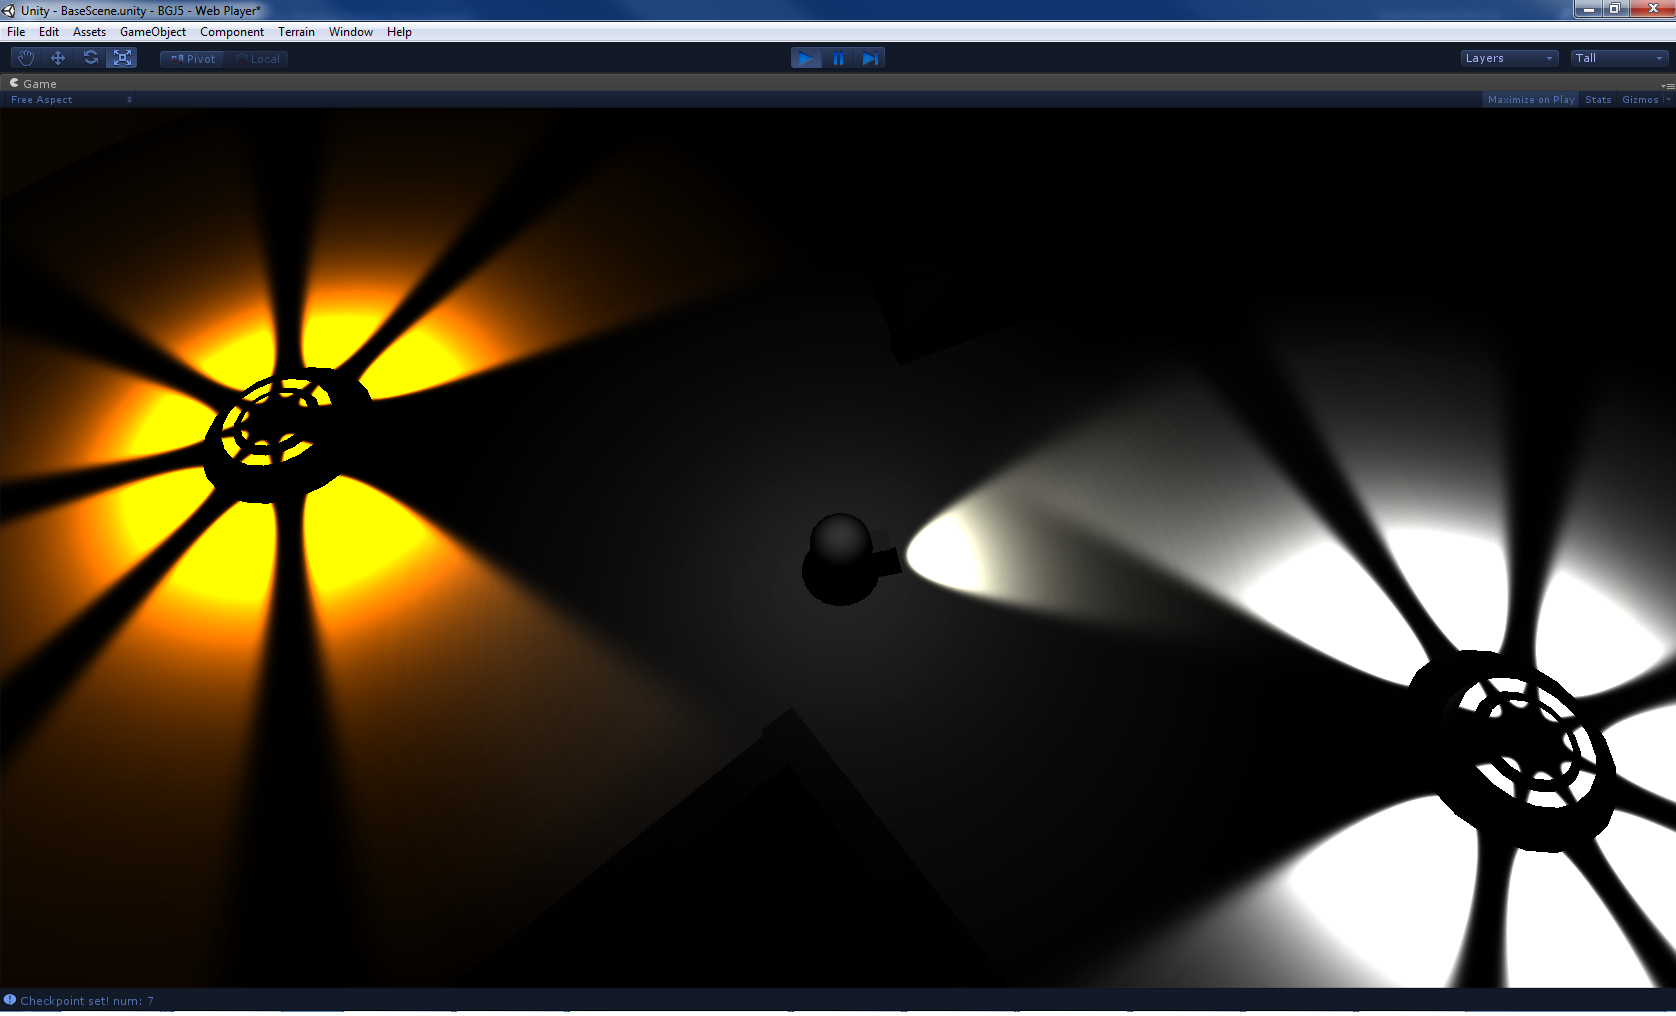 Unity - BaseScene.unity - BGJ5 - Web Player*
File Edit Assets GameObject Component Terrain Window Help
Pivot Local Layers Tall
Game
Free Aspect Maximize on Play Stats Gizmos
Checkpoint set! num: 7